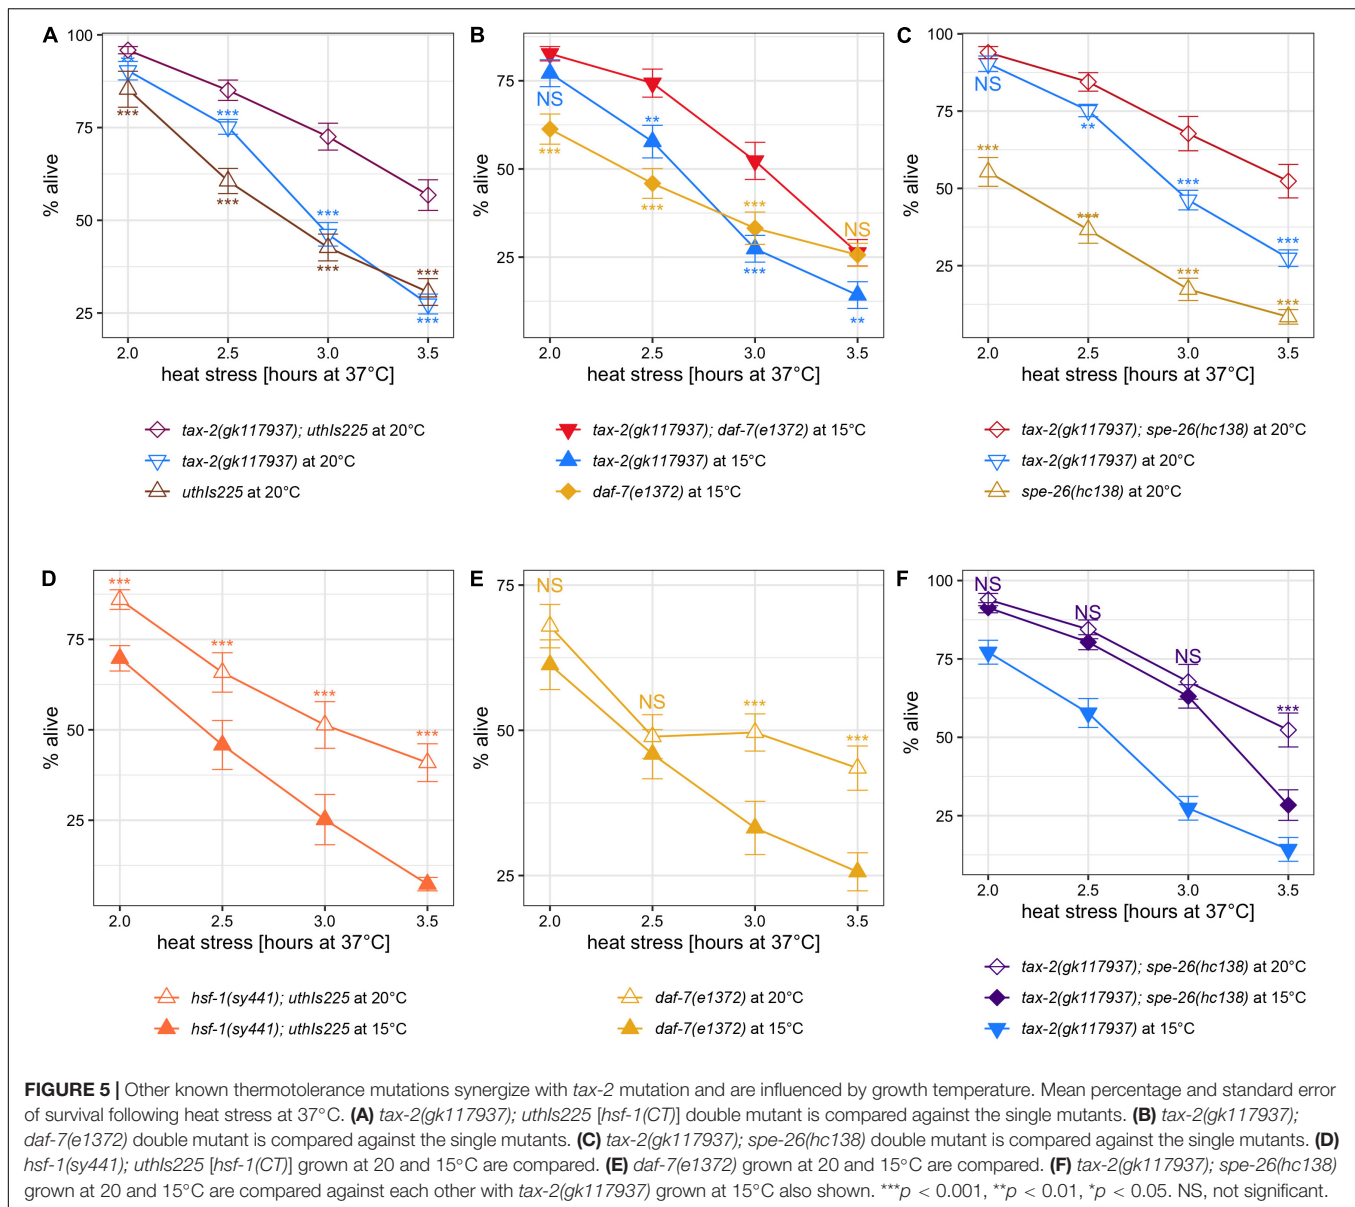 A
B
C
100
75
50
25
% alive
***
***
***
***
***
***
***
***
2.0 2.5 3.0 3.5
heat stress [hours at 37°C]
tax-2(gk117937); uthIs225 at 20°C
tax-2(gk117937) at 20°C
uthIs225 at 20°C
75
50
25
% alive
NS
***
**
***
***
***
NS
**
2.0 2.5 3.0 3.5
heat stress [hours at 37°C]
tax-2(gk117937); daf-7(e1372) at 15°C
tax-2(gk117937) at 15°C
daf-7(e1372) at 15°C
100
75
50
25
% alive
NS
***
**
***
***
***
***
***
2.0 2.5 3.0 3.5
heat stress [hours at 37°C]
tax-2(gk117937); spe-26(hc138) at 20°C
tax-2(gk117937) at 20°C
spe-26(hc138) at 20°C
D
75
50
25
% alive
***
***
***
***
2.0 2.5 3.0 3.5
heat stress [hours at 37°C]
hsf-1(sy441); uthIs225 at 20°C
hsf-1(sy441); uthIs225 at 15°C
E
75
50
25
% alive
NS
NS
***
***
2.0 2.5 3.0 3.5
heat stress [hours at 37°C]
daf-7(e1372) at 20°C
daf-7(e1372) at 15°C
F
100
75
50
25
% alive
NS
NS
NS
***
2.0 2.5 3.0 3.5
heat stress [hours at 37°C]
tax-2(gk117937); spe-26(hc138) at 20°C
tax-2(gk117937); spe-26(hc138) at 15°C
tax-2(gk117937) at 15°C
FIGURE 5 | Other known thermotolerance mutations synergize with tax-2 mutation and are influenced by growth temperature. Mean percentage and standard error
of survival following heat stress at 37°C. (A) tax-2(gk117937); uthIs225 [hsf-1(CT)] double mutant is compared against the single mutants. (B) tax-2(gk117937);
daf-7(e1372) double mutant is compared against the single mutants. (C) tax-2(gk117937); spe-26(hc138) double mutant is compared against the single mutants. (D)
hsf-1(sy441); uthIs225 [hsf-1(CT)] grown at 20 and 15°C are compared. (E) daf-7(e1372) grown at 20 and 15°C are compared. (F) tax-2(gk117937); spe-26(hc138)
grown at 20 and 15°C are compared against each other with tax-2(gk117937) grown at 15°C also shown. ***p < 0.001, **p < 0.01, *p < 0.05. NS, not significant.